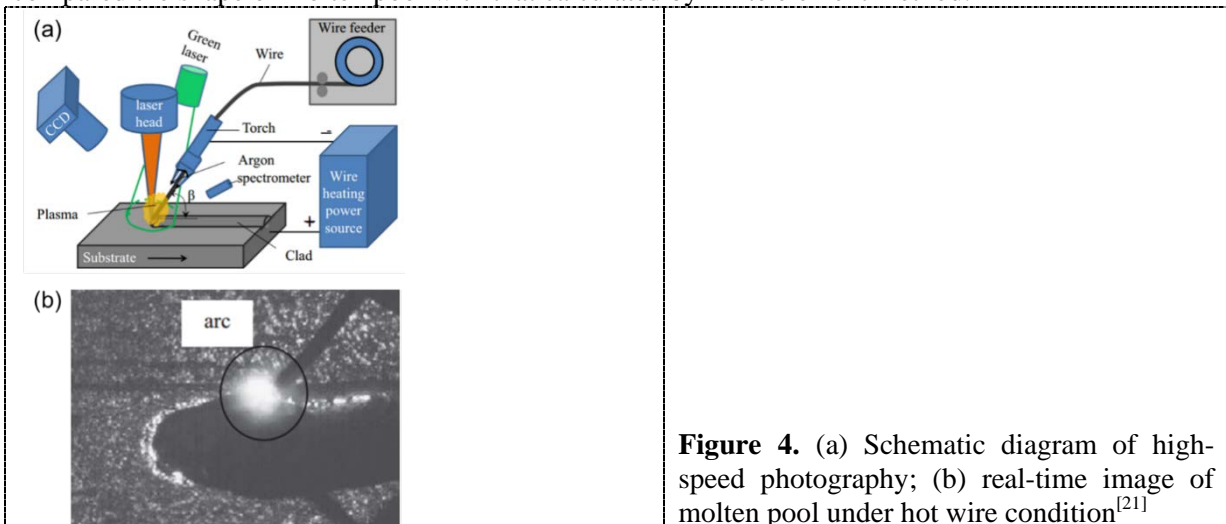 (a)
Green
laser
Wire feeder
Wire
CCD
laser
head
Torch
Argon
spectrometer
Wire
heating
power
source
β
Plasma
+
Clad
Substrate
(b)
arc
Figure 4. (a) Schematic diagram of high-
speed photography; (b) real-time image of
molten pool under hot wire condition[21]